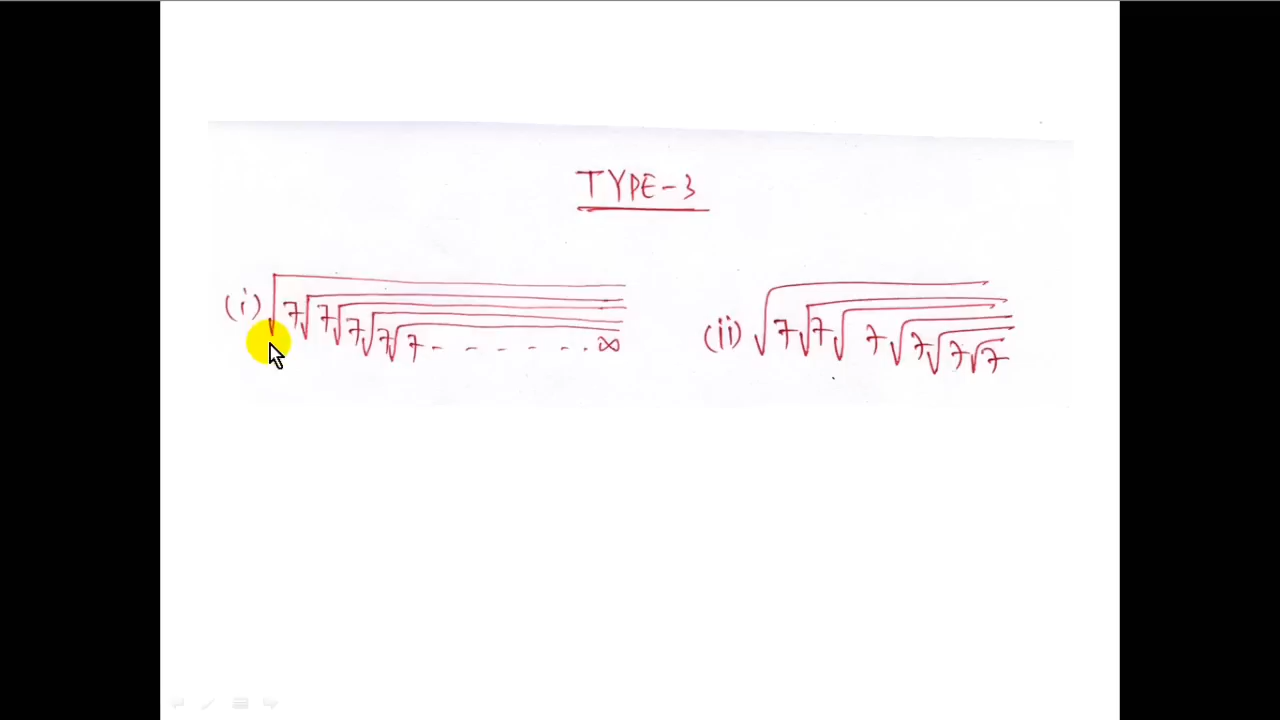 TYPE-3
(i) √7√7√7√7√7- - - - - . . ∞ (ii) √7√7√7√7√7√7